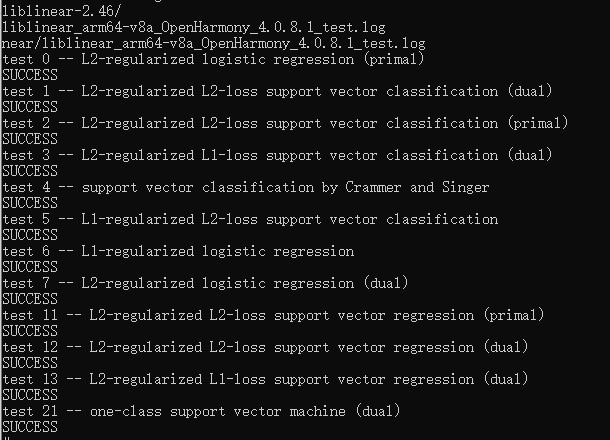 liblinear-2.46/
liblinear_arm64-v8a_OpenHarmony_4.0.8.1_test.log
near/liblinear_arm64-v8a_OpenHarmony_4.0.8.1_test.log
test 0 -- L2-regularized logistic regression (primal)
SUCCESS
test 1 -- L2-regularized L2-loss support vector classification (dual)
SUCCESS
test 2 -- L2-regularized L2-loss support vector classification (primal)
SUCCESS
test 3 -- L2-regularized L1-loss support vector classification (dual)
SUCCESS
test 4 -- support vector classification by Crammer and Singer
SUCCESS
test 5 -- L1-regularized L2-loss support vector classification
SUCCESS
test 6 -- L1-regularized logistic regression
SUCCESS
test 7 -- L2-regularized logistic regression (dual)
SUCCESS
test 11 -- L2-regularized L2-loss support vector regression (primal)
SUCCESS
test 12 -- L2-regularized L2-loss support vector regression (dual)
SUCCESS
test 13 -- L2-regularized L1-loss support vector regression (dual)
SUCCESS
test 21 -- one-class support vector machine (dual)
SUCCESS